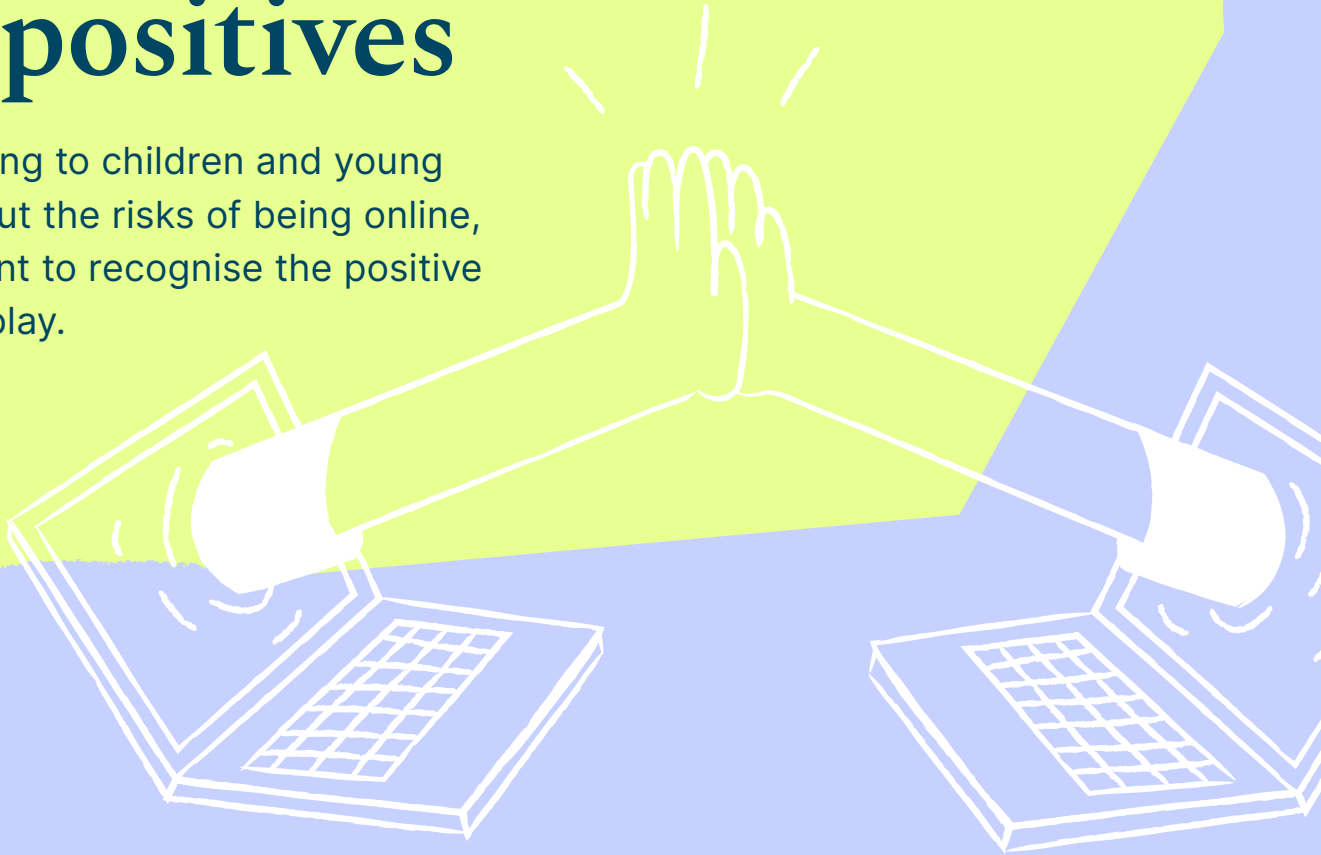 positives
ng to children and young
ut the risks of being online,
nt to recognise the positive
play.